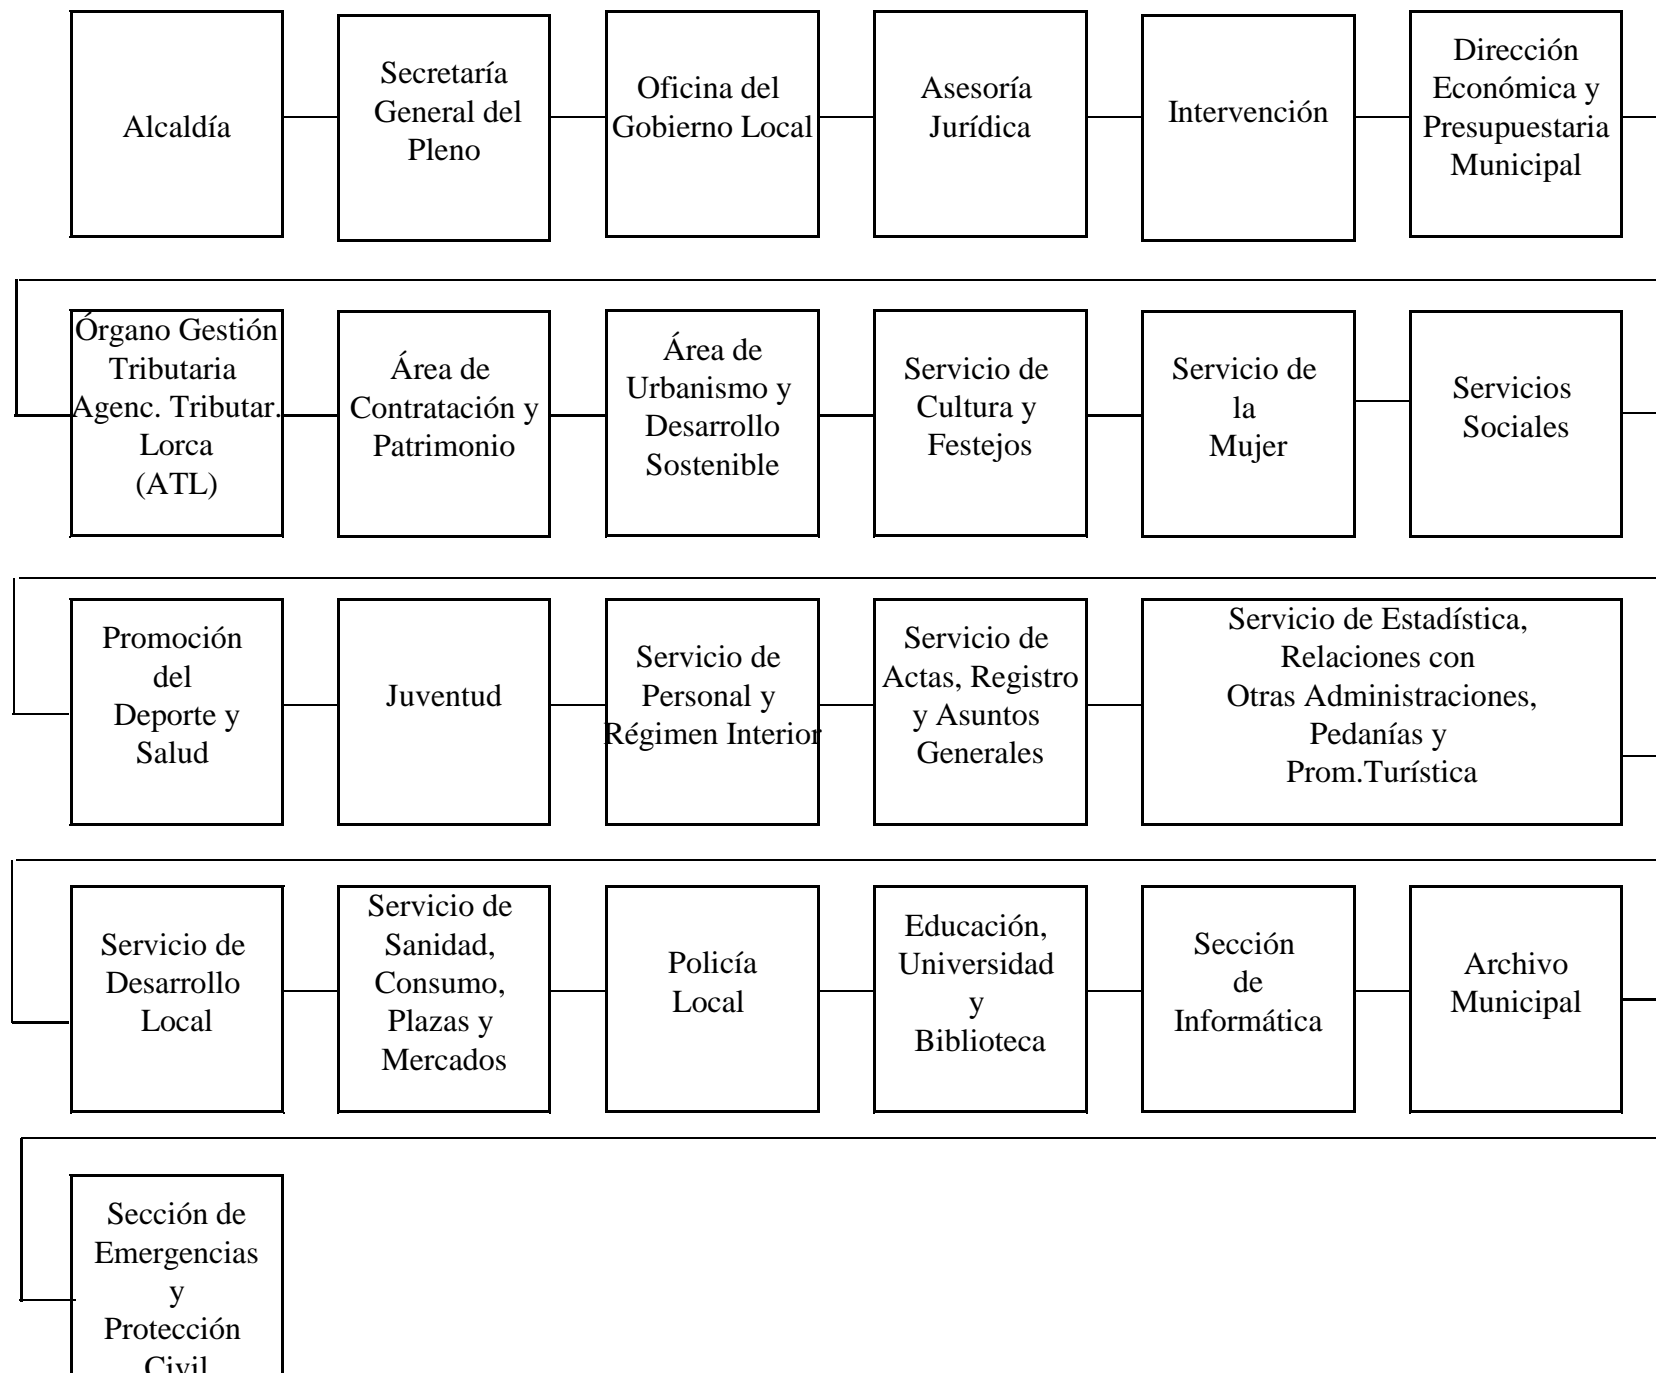 Alcaldía
Secretaría
General del
Pleno
Oficina del
Gobierno Local
Asesoría
Jurídica
Intervención
Dirección
Económica y
Presupuestaria
Municipal
Órgano Gestión
Tributaria
Agenc. Tributar.
Lorca
(ATL)
Área de
Contratación y
Patrimonio
Área de
Urbanismo y
Desarrollo
Sostenible
Servicio de
Cultura y
Festejos
Servicio de
la
Mujer
Servicios
Sociales
Promoción
del
Deporte y
Salud
Juventud
Servicio de
Personal y
Régimen Interior
Servicio de
Actas, Registro
y Asuntos
Generales
Servicio de Estadística,
Relaciones con
Otras Administraciones,
Pedanías y
Prom.Turística
Servicio de
Desarrollo
Local
Servicio de
Sanidad,
Consumo,
Plazas y
Mercados
Policía
Local
Educación,
Universidad
y
Biblioteca
Sección
de
Informática
Archivo
Municipal
Sección de
Emergencias
y
Protección
Civil